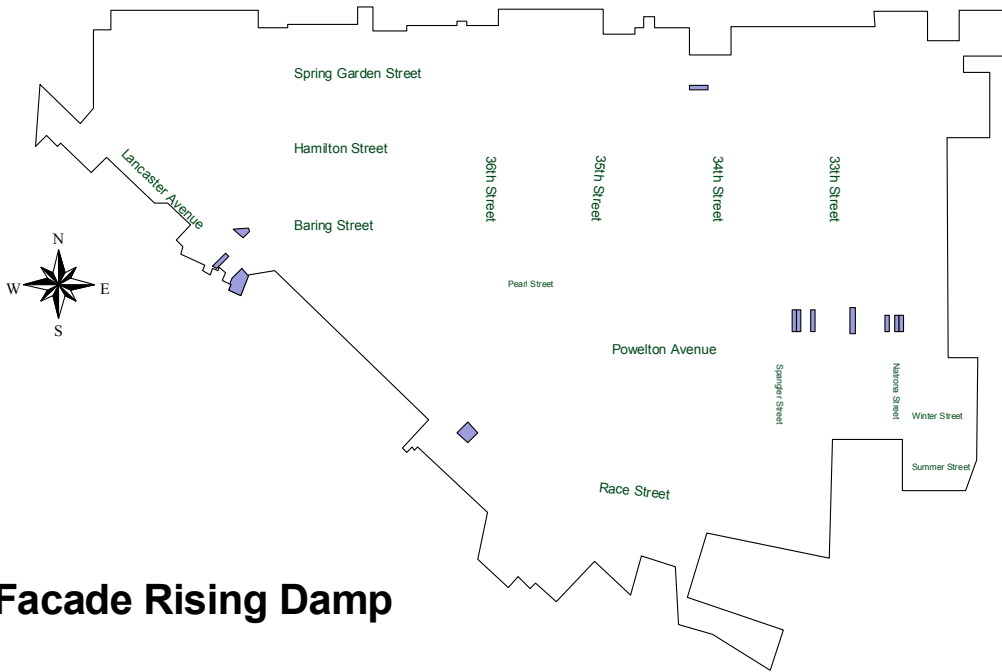 Spring Garden Street
Hamilton Street
Lancaster Avenue
36th Street
35th Street
34th Street
33th Street
Baring Street
N
W
E
S
Pearl Street
Powelton Avenue
Spangler Street
Natrona Street
Winter Street
Summer Street
Race Street
Facade Rising Damp